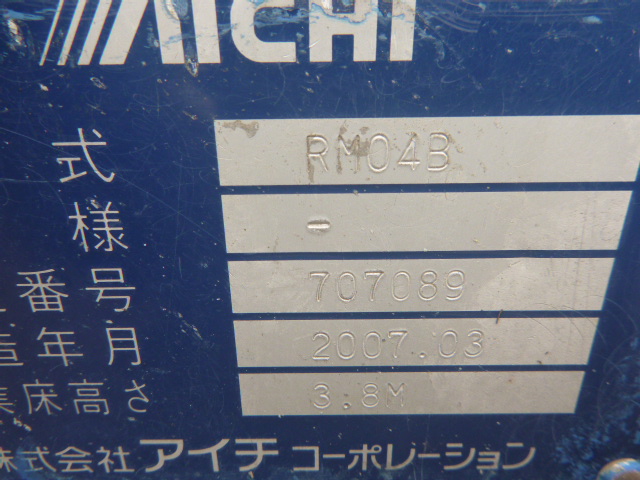 AICHI
式 RM04B
様 -
番号 707089
造年月 2007.03
床高さ 3.8M
株式会社 アイチ コーポレーション